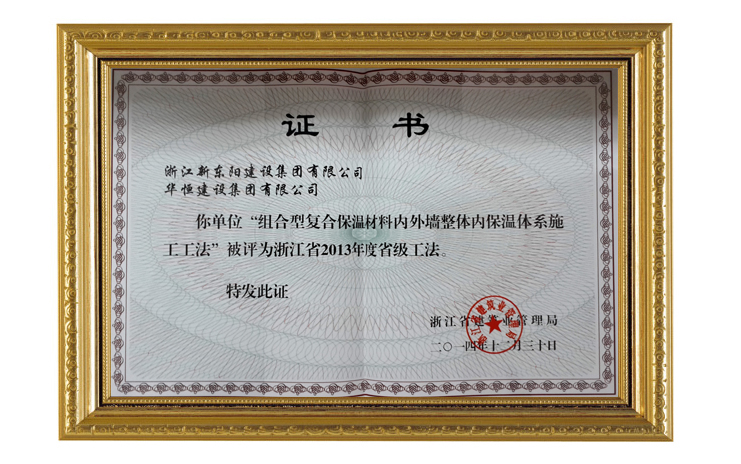 证 书
浙江新东阳建设集团有限公司
华恒建设集团有限公司
你单位“组合型复合保温材料内外墙整体内保温体系施
工工法”被评为浙江省2013年度省级工法。
特发此证
浙江省建筑业管理局
二〇一四年十二月三十日